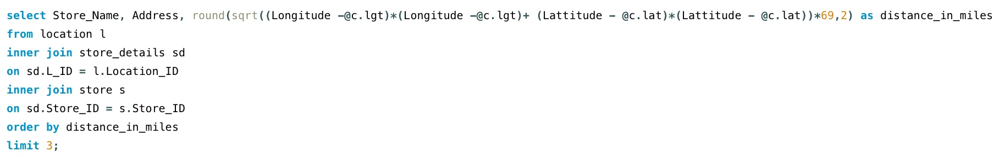 select Store_Name, Address, round(sqrt((Longitude -@c.lgt)*(Longitude -@c.lgt)+ (Lattitude - @c.lat)*(Lattitude - @c.lat))*69,2) as distance_in_miles
from location l
inner join store_details sd
on sd.L_ID = l.Location_ID
inner join store s
on sd.Store_ID = s.Store_ID
order by distance_in_miles
limit 3;